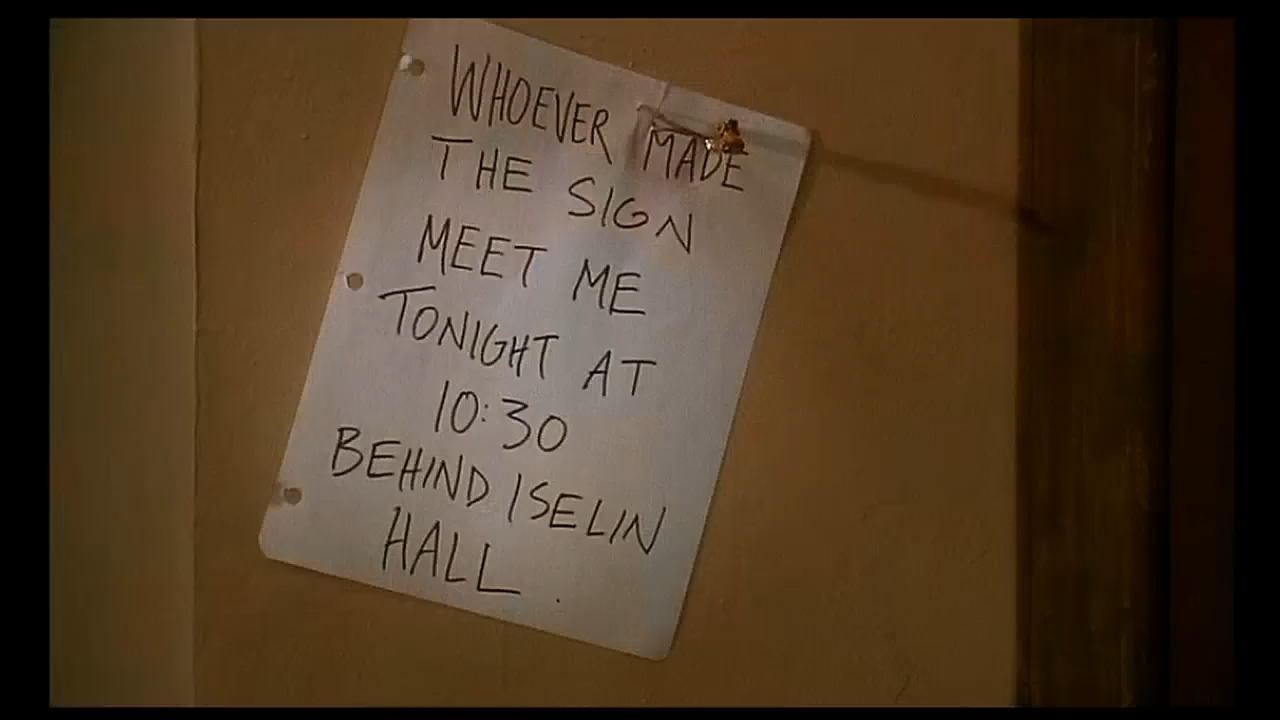 WHOEVER MADE
THE SIGN
MEET ME
TONIGHT AT
10:30
BEHIND ISELIN
HALL.